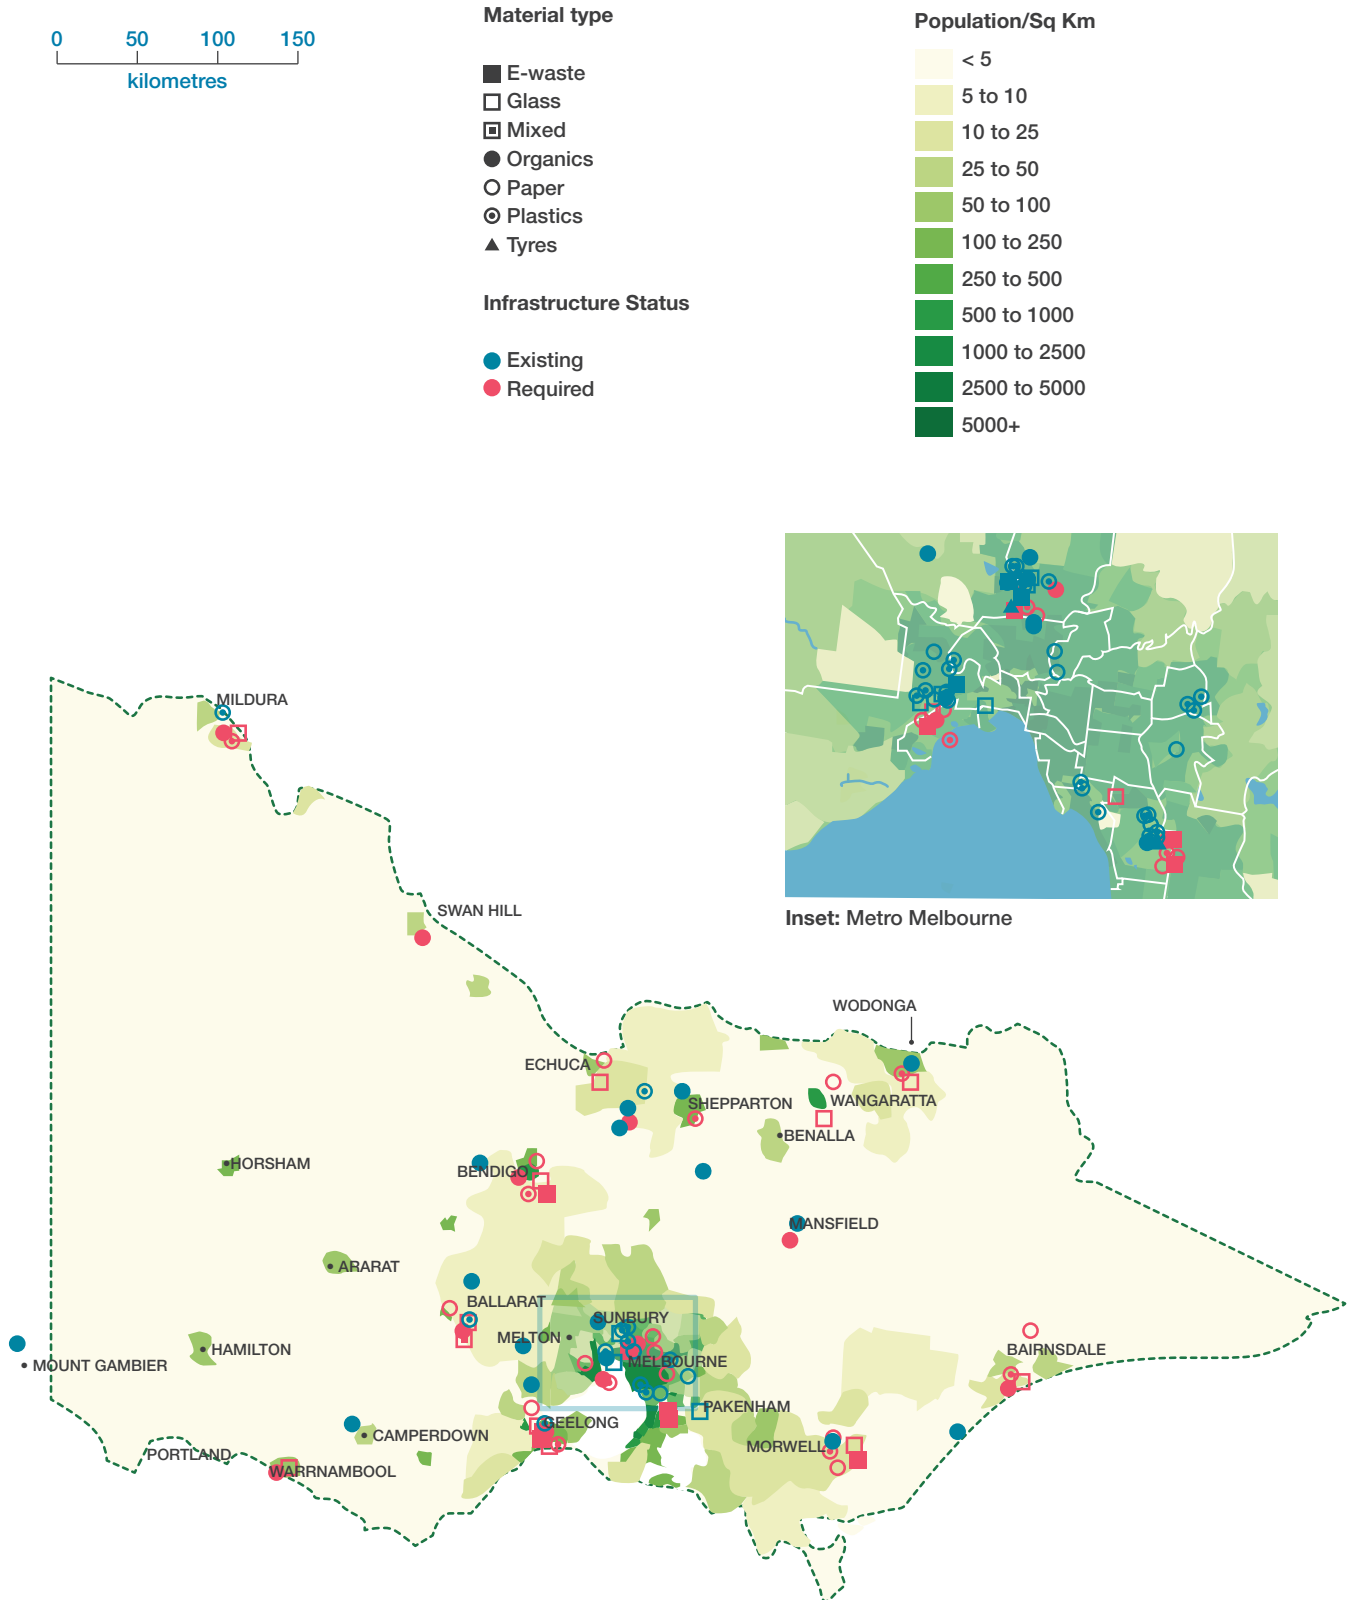 0 50 100 150
kilometres
Material type
E-waste
Glass
Mixed
Organics
Paper
Plastics
Tyres
Infrastructure Status
Existing
Required
Population/Sq Km
< 5
5 to 10
10 to 25
25 to 50
50 to 100
100 to 250
250 to 500
500 to 1000
1000 to 2500
2500 to 5000
5000+
Inset: Metro Melbourne
MILDURA
SWAN HILL
WODONGA
ECHUCA
SHEPPARTON
WANGARATTA
BENALLA
HORSHAM
BENDIGO
MANSFIELD
ARARAT
BALLARAT
SUNBURY
MELTON
HAMILTON
MELBOURNE
BAIRNSDALE
MOUNT GAMBIER
PAKENHAM
GEELONG
CAMPERDOWN
MORWELL
PORTLAND
WARRNAMBOOL